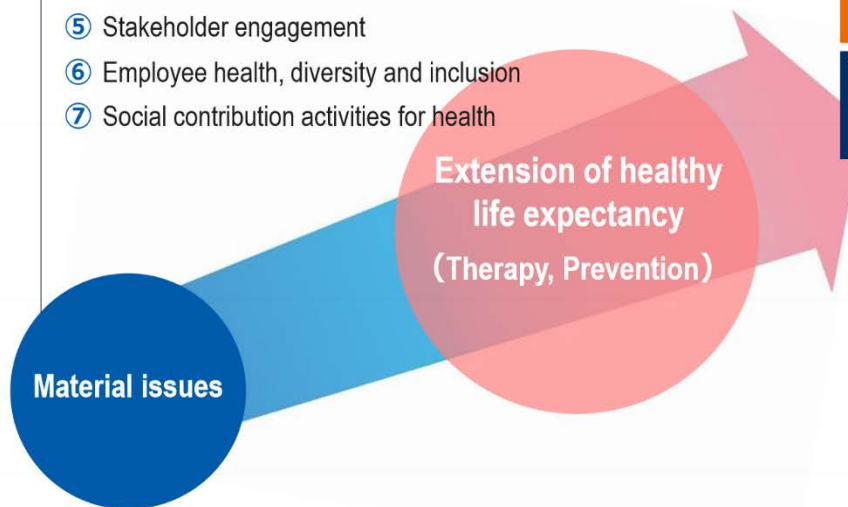 ⑤ Stakeholder engagement
⑥ Employee health, diversity and inclusion
⑦ Social contribution activities for health
Extension of healthy
life expectancy
（Therapy, Prevention）
Material issues